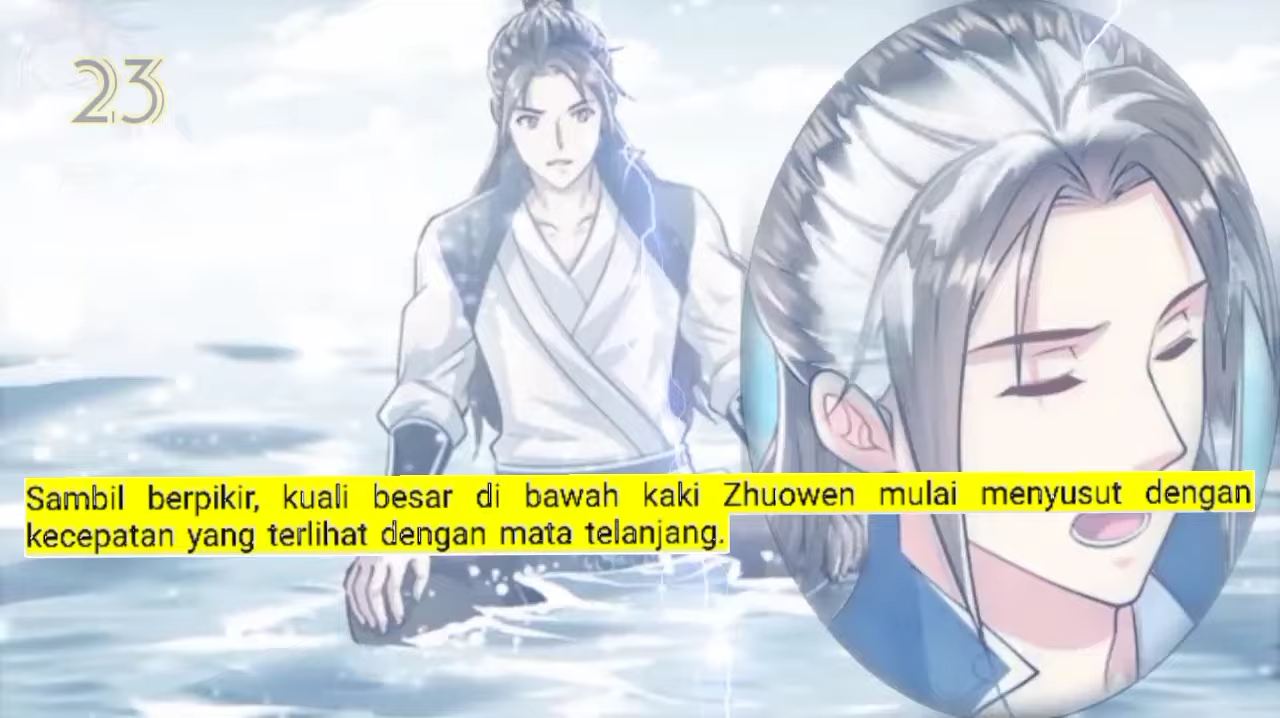 23
Sambil berpikir, kuali besar di bawah kaki Zhuowen mulai menyusut dengan
kecepatan yang terlihat dengan mata telanjang.